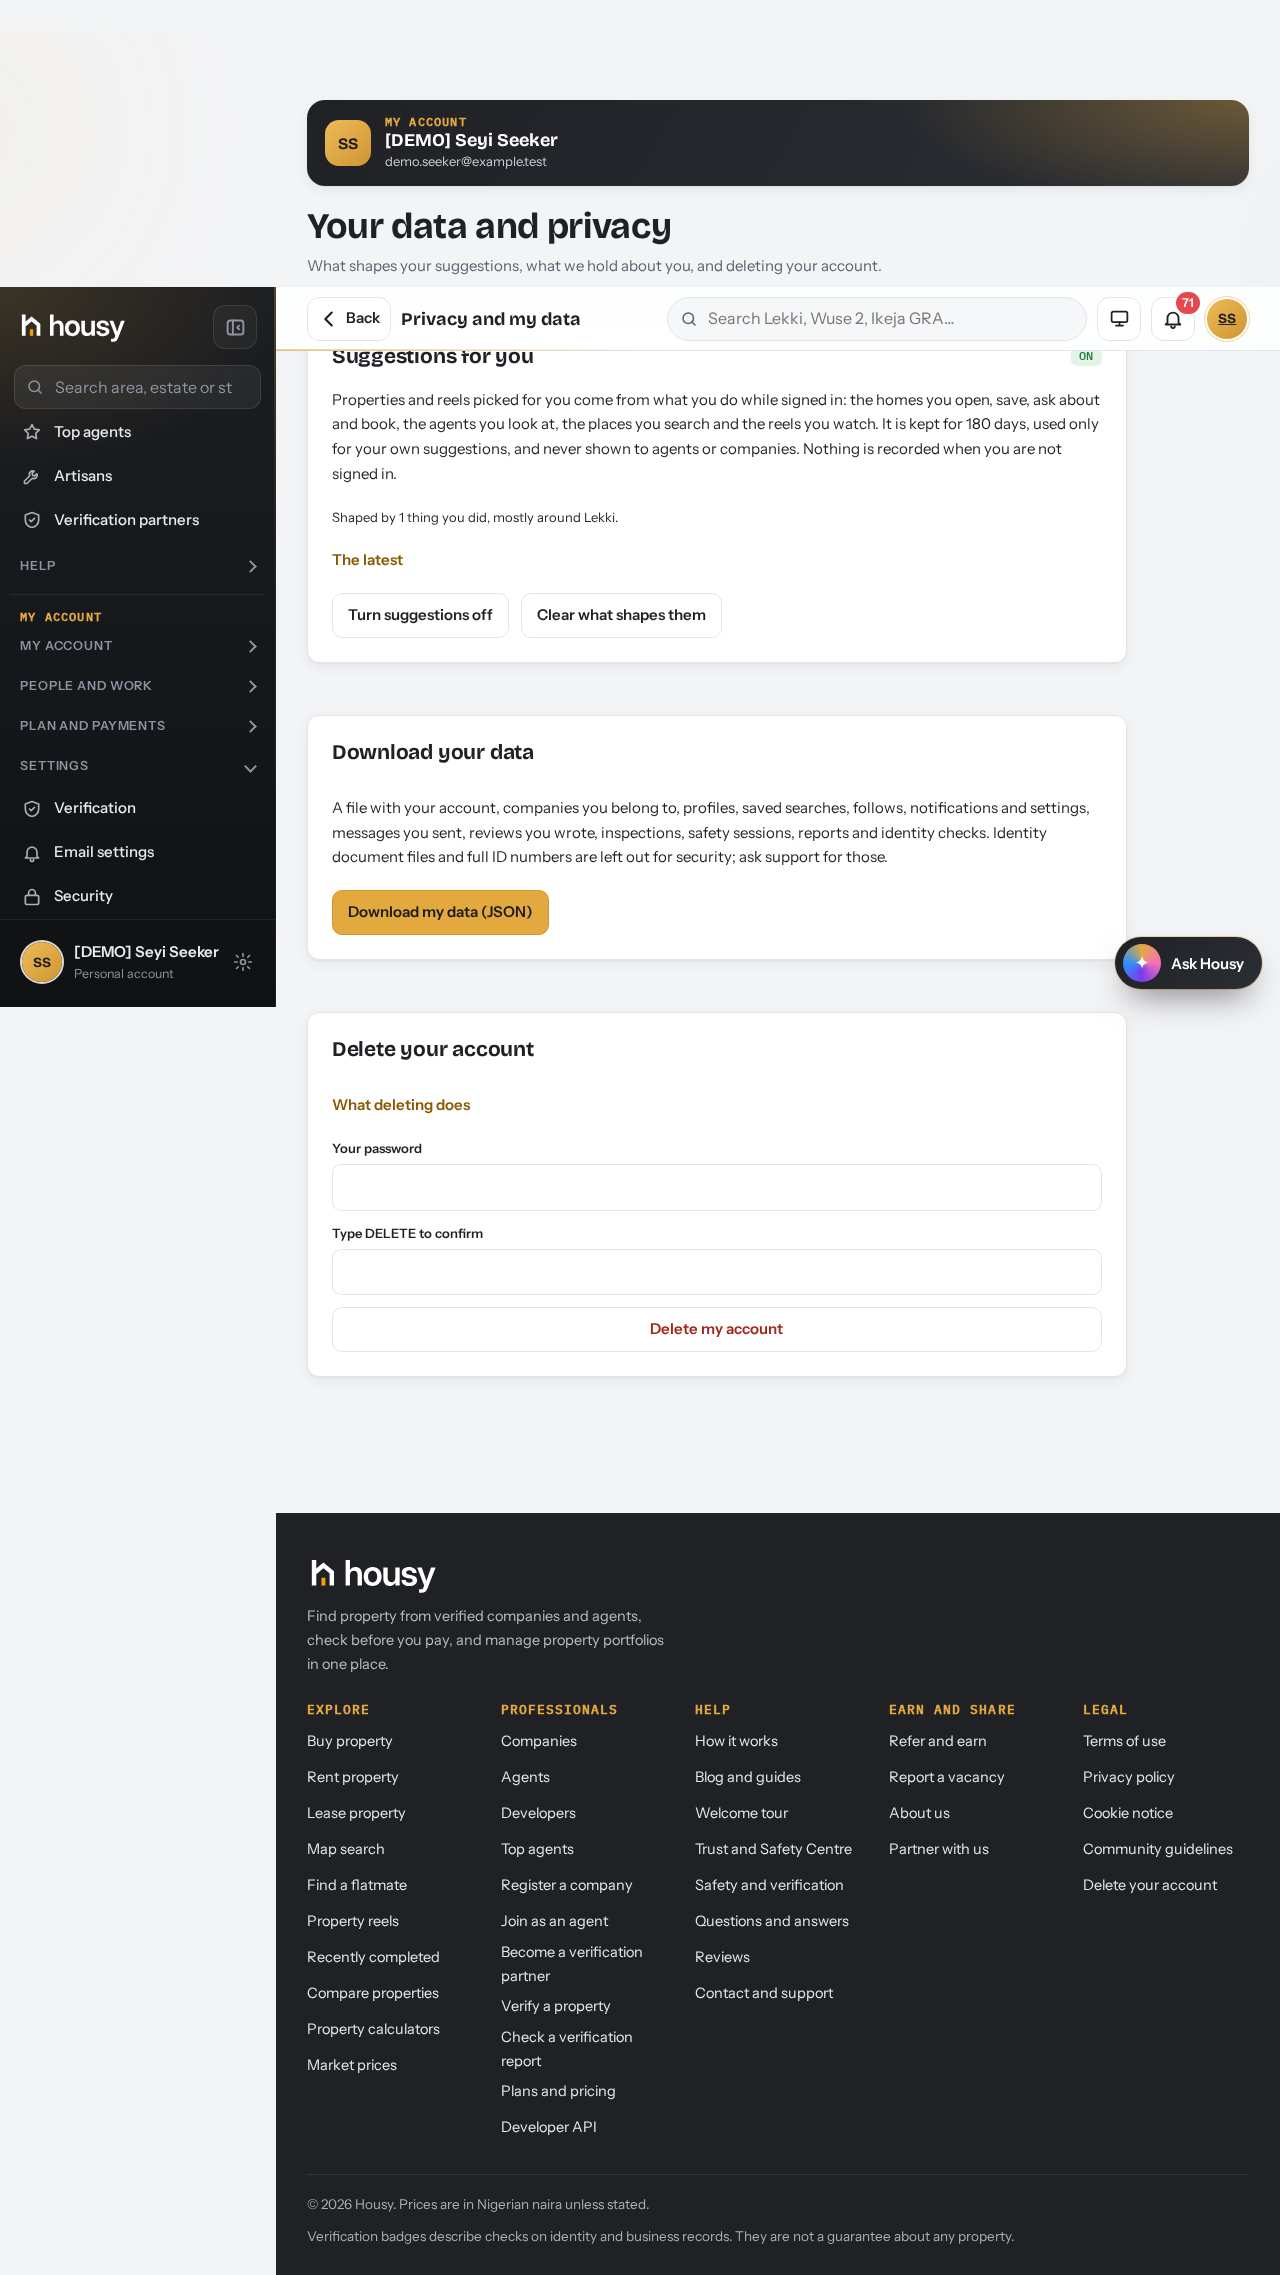 SS
MY ACCOUNT
[DEMO] Seyi Seeker
demo.seeker@example.test
Your data and privacy
What shapes your suggestions, what we hold about you, and deleting your account.
housy
Search area, estate or st
Top agents
Artisans
Verification partners
HELP
MY ACCOUNT
MY ACCOUNT
PEOPLE AND WORK
PLAN AND PAYMENTS
SETTINGS
Verification
Email settings
Security
SS
[DEMO] Seyi Seeker
Personal account
Back
Privacy and my data
Search Lekki, Wuse 2, Ikeja GRA...
71
SS
Suggestions for you
ON
Properties and reels picked for you come from what you do while signed in: the homes you open, save, ask about
and book, the agents you look at, the places you search and the reels you watch. It is kept for 180 days, used only
for your own suggestions, and never shown to agents or companies. Nothing is recorded when you are not
signed in.
Shaped by 1 thing you did, mostly around Lekki.
The latest
Turn suggestions off
Clear what shapes them
Download your data
A file with your account, companies you belong to, profiles, saved searches, follows, notifications and settings,
messages you sent, reviews you wrote, inspections, safety sessions, reports and identity checks. Identity
document files and full ID numbers are left out for security; ask support for those.
Download my data (JSON)
Ask Housy
Delete your account
What deleting does
Your password
Type DELETE to confirm
Delete my account
housy
Find property from verified companies and agents,
check before you pay, and manage property portfolios
in one place.
EXPLORE
Buy property
Rent property
Lease property
Map search
Find a flatmate
Property reels
Recently completed
Compare properties
Property calculators
Market prices
PROFESSIONALS
Companies
Agents
Developers
Top agents
Register a company
Join as an agent
Become a verification
partner
Verify a property
Check a verification
report
Plans and pricing
Developer API
HELP
How it works
Blog and guides
Welcome tour
Trust and Safety Centre
Safety and verification
Questions and answers
Reviews
Contact and support
EARN AND SHARE
Refer and earn
Report a vacancy
About us
Partner with us
LEGAL
Terms of use
Privacy policy
Cookie notice
Community guidelines
Delete your account
© 2026 Housy. Prices are in Nigerian naira unless stated.
Verification badges describe checks on identity and business records. They are not a guarantee about any property.